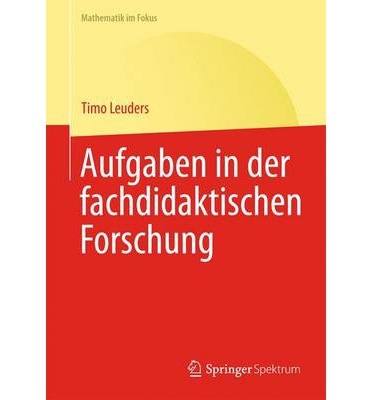 Mathematik im Fokus
Timo Leuders
Aufgaben in der
fachdidaktischen
Forschung
Springer Spektrum